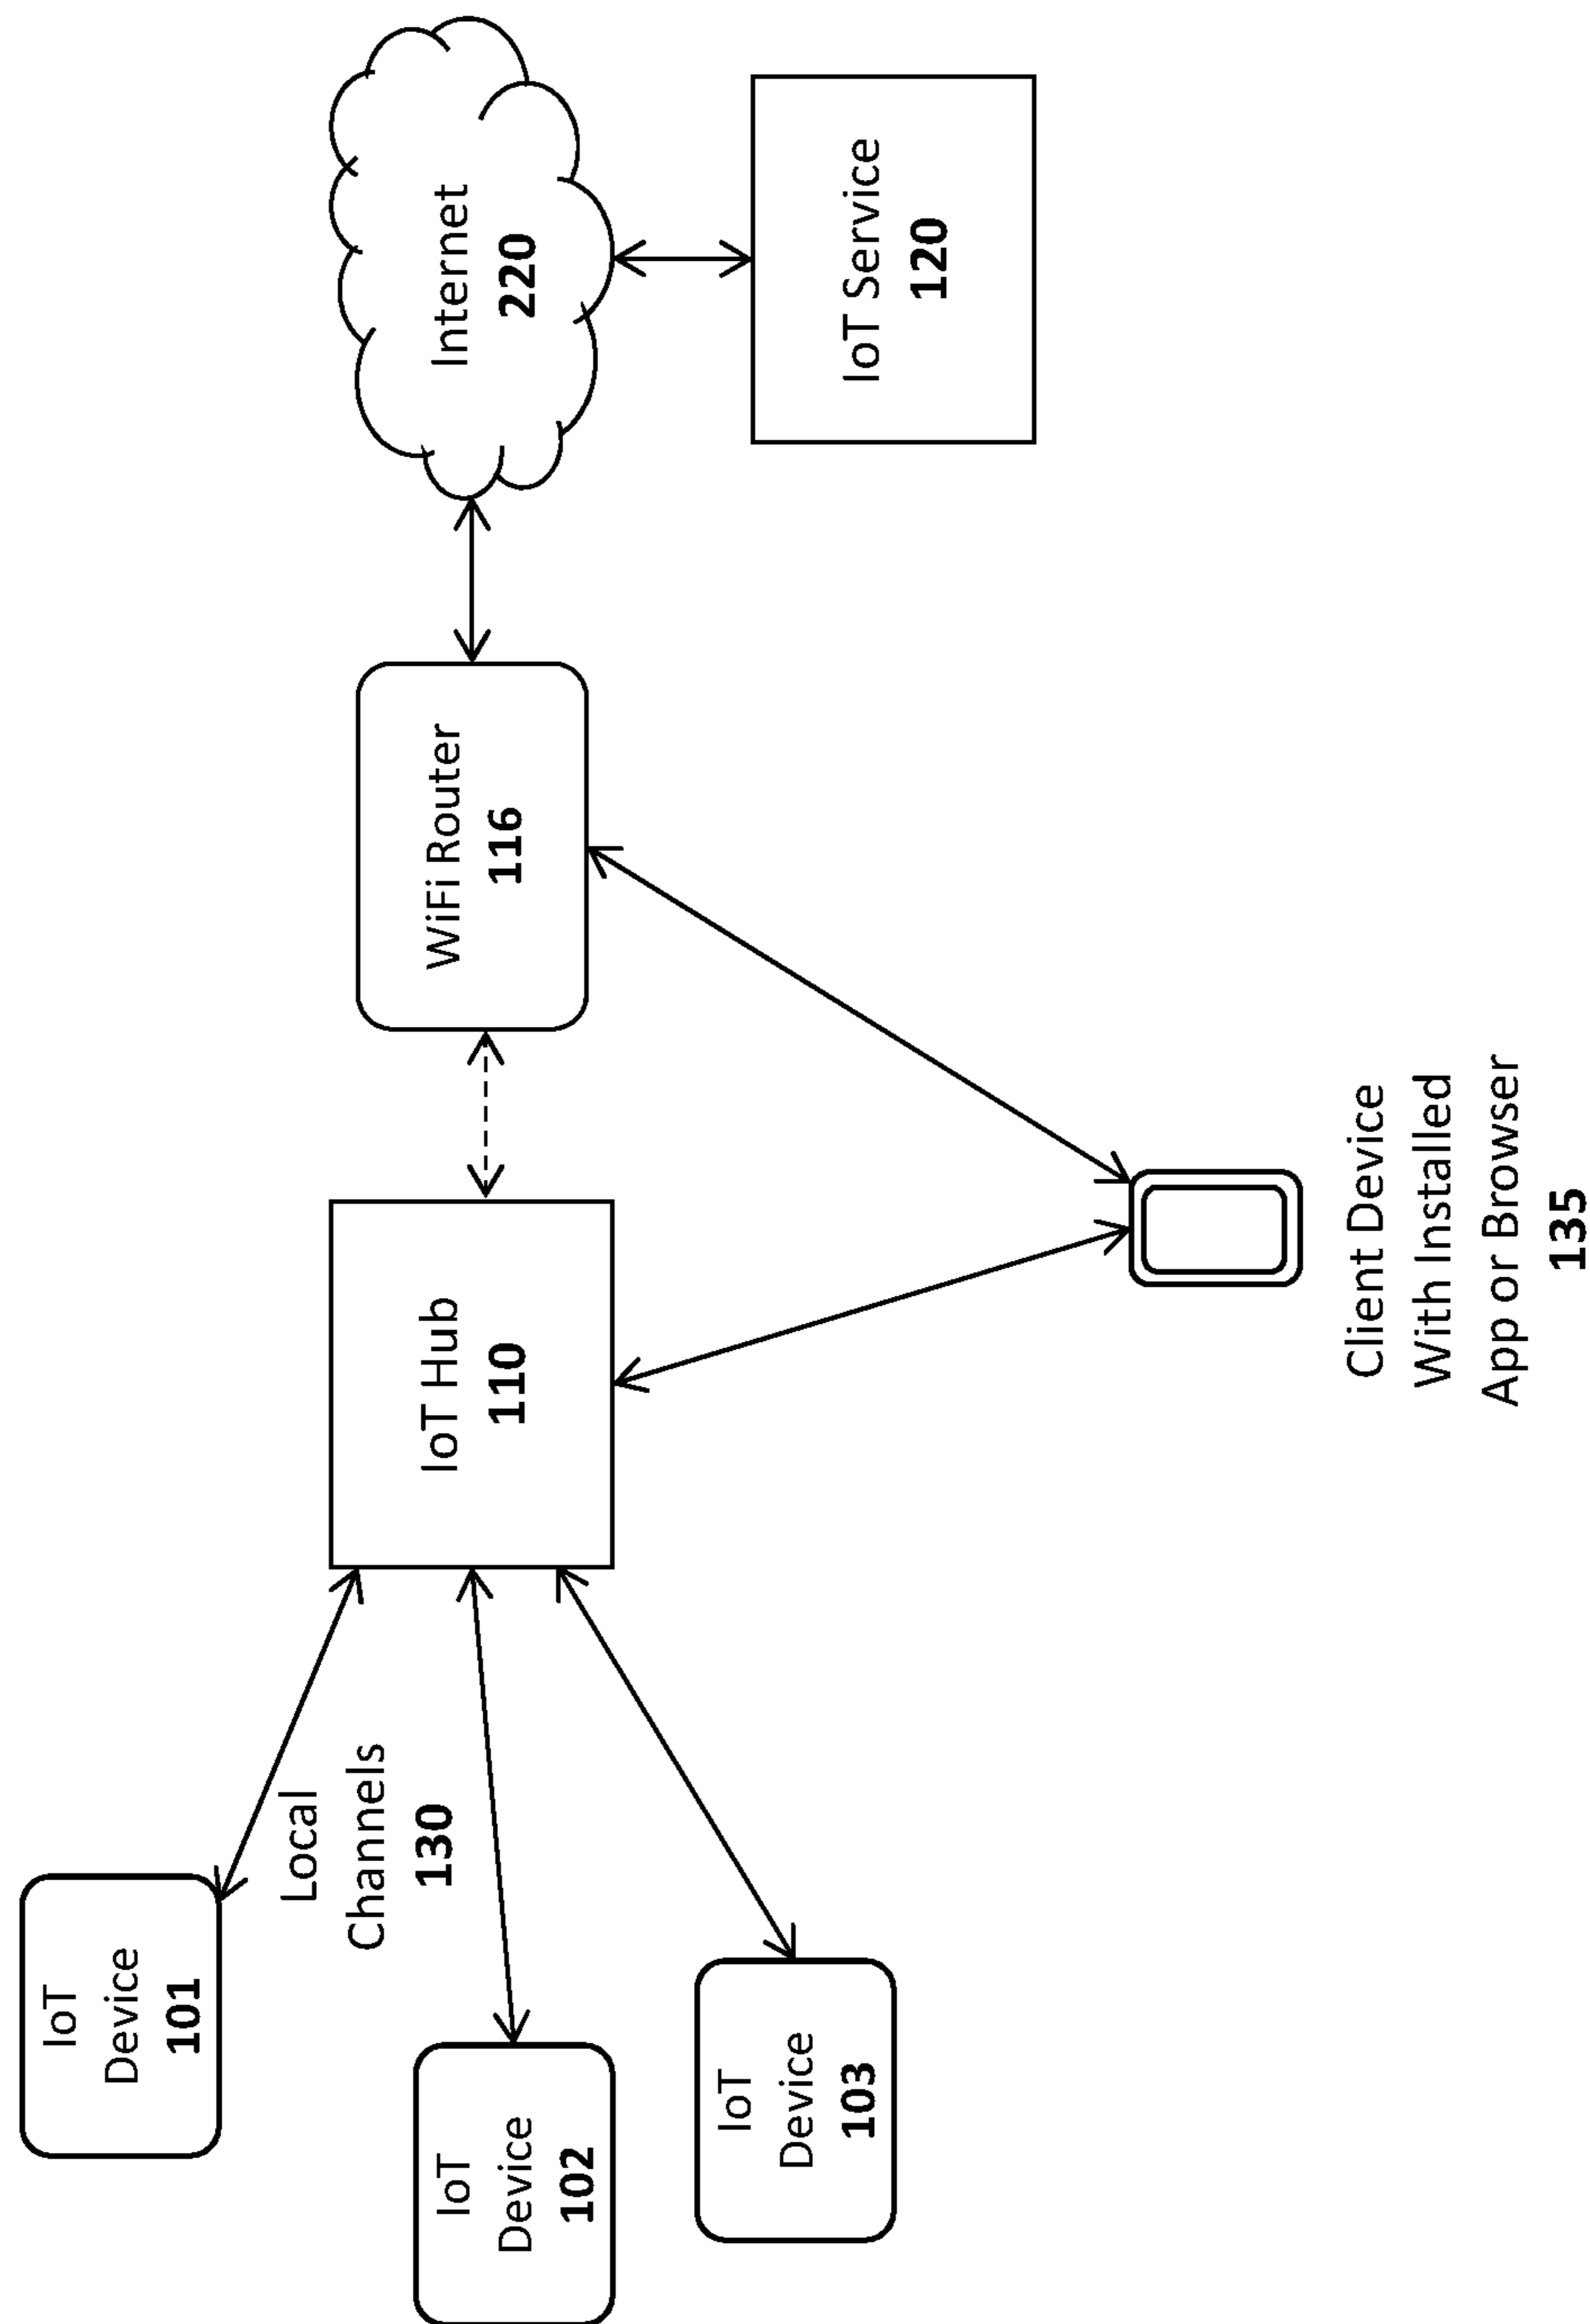 IoT
Device
101
Local
Channels
130
IoT
Device
102
IoT
Device
103
IoT Hub
110
WiFi Router
116
Internet
220
IoT Service
120
Client Device
With Installed
App or Browser
135